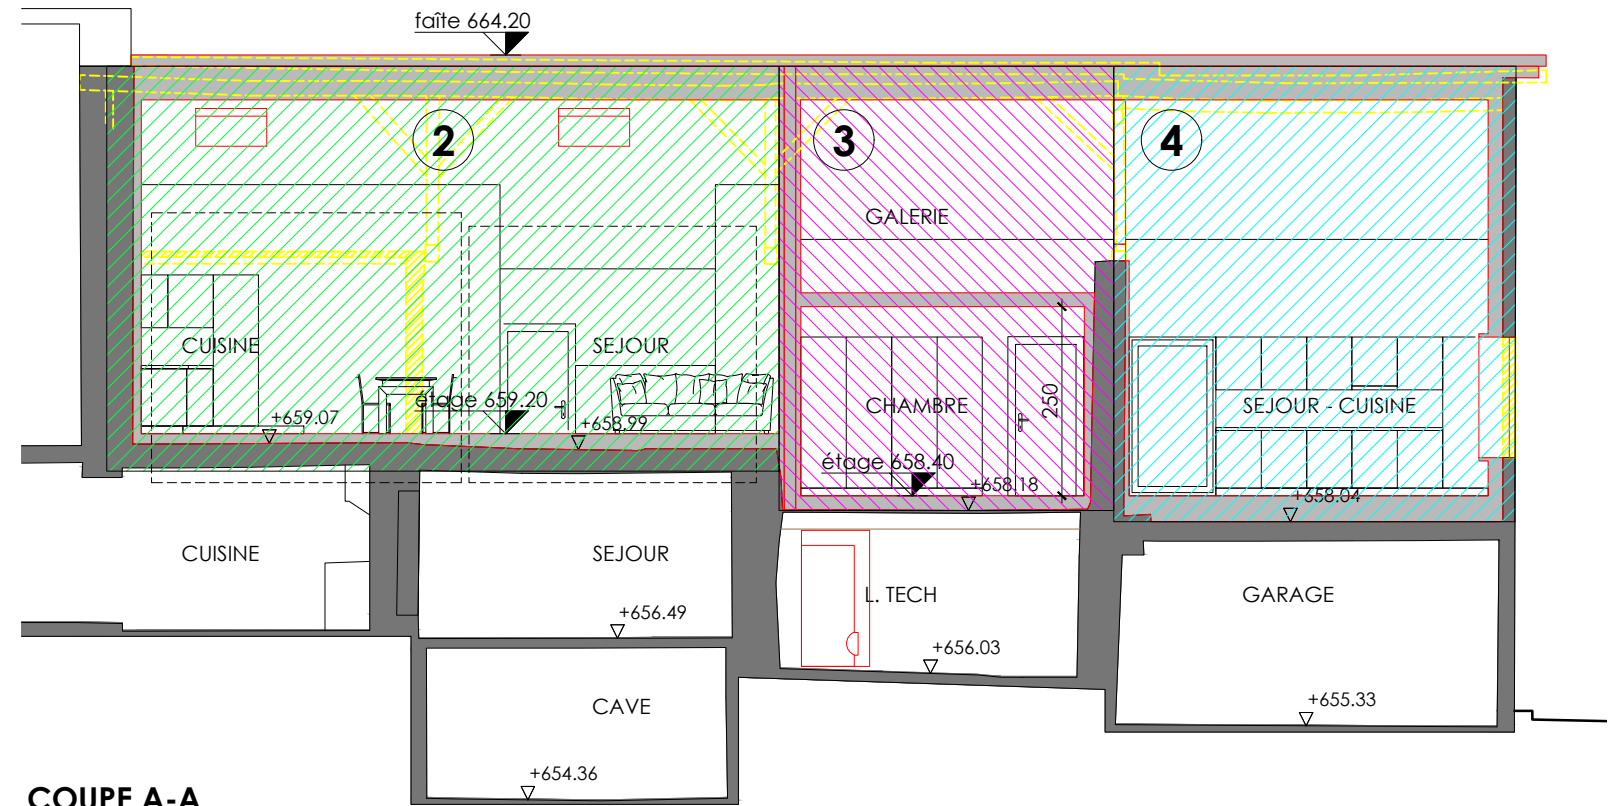 faîte 664.20
2
3
4
GALERIE
CUISINE
SEJOUR
étage 659.20
+659.07
+658.99
CHAMBRE
250
SEJOUR - CUISINE
étage 658.40
+658.18
+658.04
CUISINE
SEJOUR
L. TECH
GARAGE
+656.49
+656.03
+655.33
CAVE
+654.36
COUPE A-A